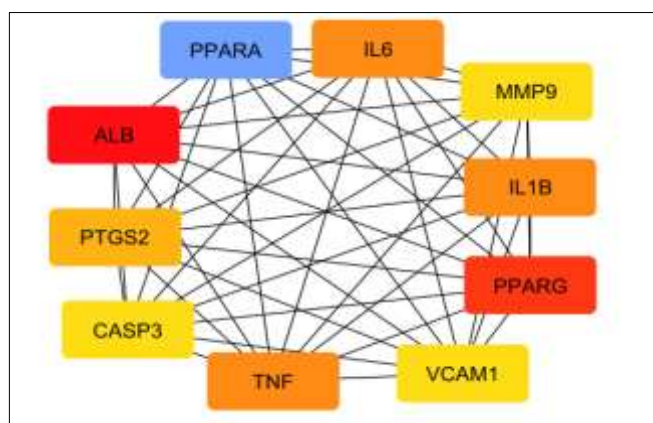 PPARA
IL6
MMP9
ALB
IL1B
PTGS2
PPARG
CASP3
TNF
VCAM1